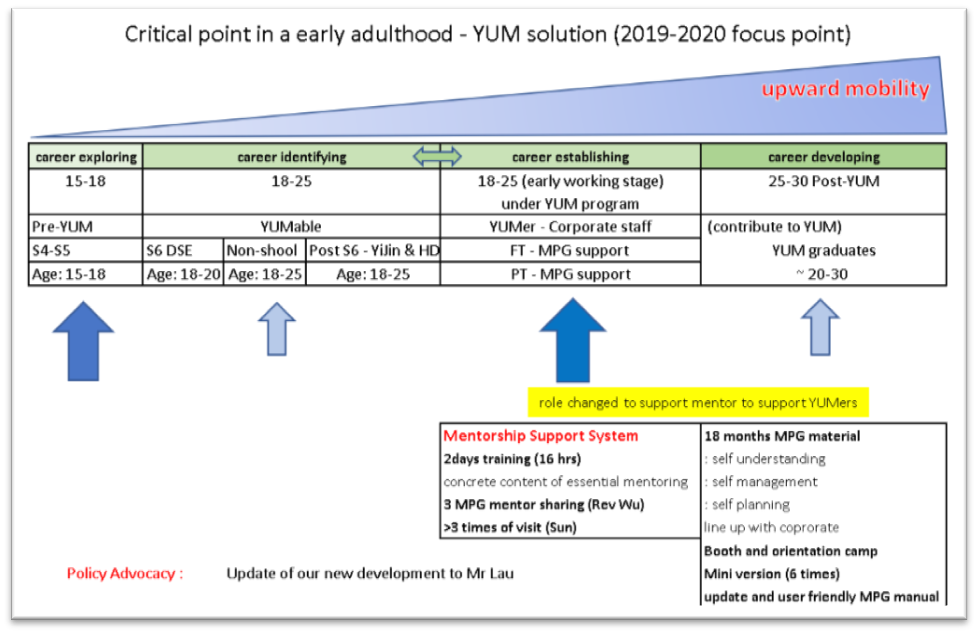 Critical point in a early adulthood - YUM solution (2019-2020 focus point)
upward mobility
career exploring career identifying career establishing career developing
15-18 18-25 18-25 (early working stage) 25-30 Post-YUM
under YUM program
Pre-YUM YUMable YUMer - Corporate staff (contribute to YUM)
S4-S5 S6 DSE Non-shool Post S6 - YiJin & HD FT - MPG support YUM graduates
Age: 15-18 Age: 18-20 Age: 18-25 Age: 18-25 PT - MPG support ~ 20-30
role changed to support mentor to support YUMers
Mentorship Support System
2days training (16 hrs)
concrete content of essential mentoring
3 MPG mentor sharing (Rev Wu)
>3 times of visit (Sun)
18 months MPG material
: self understanding
: self management
: self planning
line up with coprorate
Booth and orientation camp
Mini version (6 times)
update and user friendly MPG manual
Policy Advocacy : Update of our new development to Mr Lau